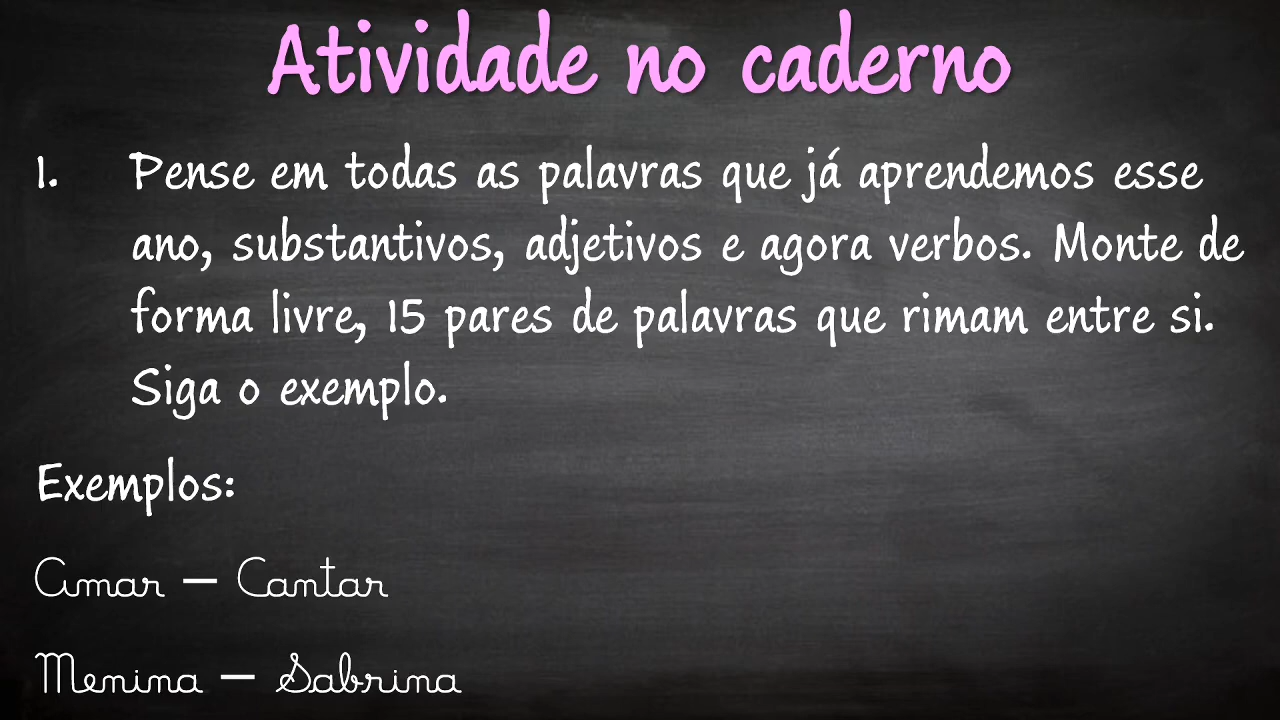 Atividade no caderno
1. Pense em todas as palavras que já aprendemos esse
ano, substantivos, adjetivos e agora verbos. Monte de
forma livre, 15 pares de palavras que rimam entre si.
Siga o exemplo.
Exemplos:
Amar – Cantar
Menina – Sabrina